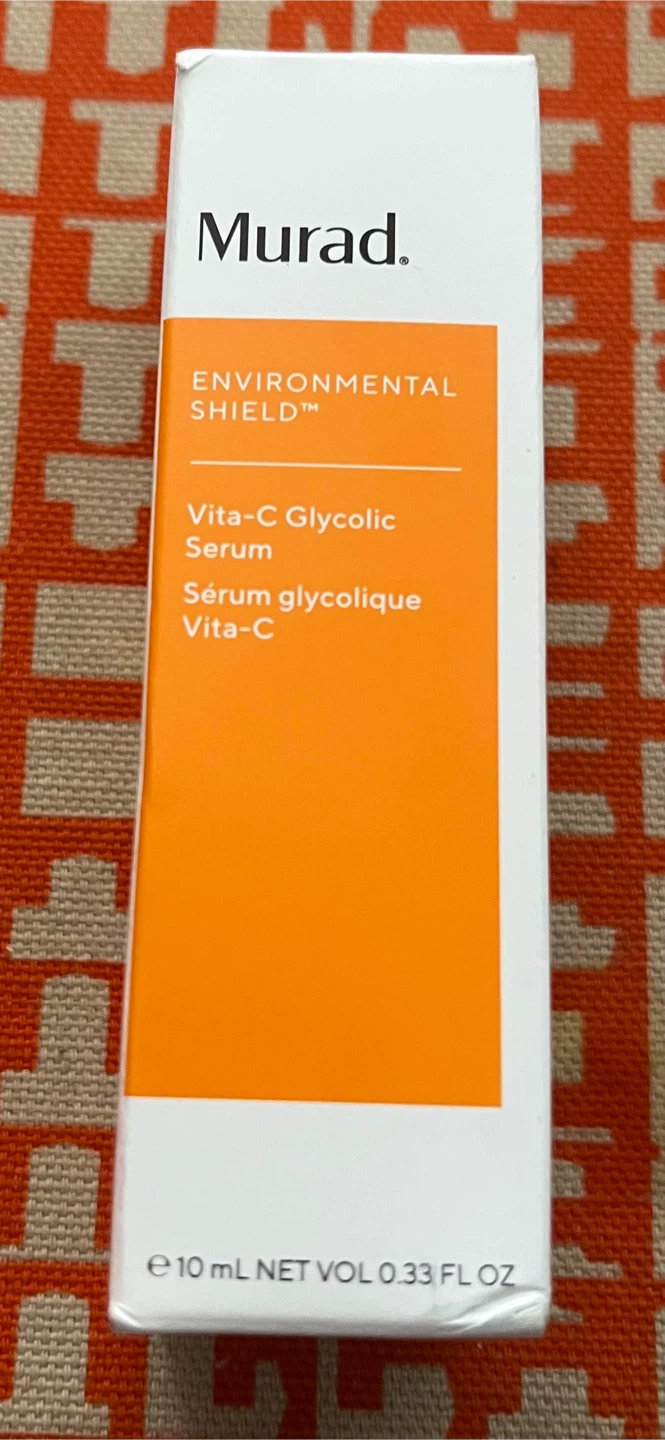 Murad®
ENVIRONMENTAL
SHIELD™
Vita-C Glycolic
Serum
Sérum glycolique
Vita-C
℮ 10 mL NET VOL 0.33 FL OZ